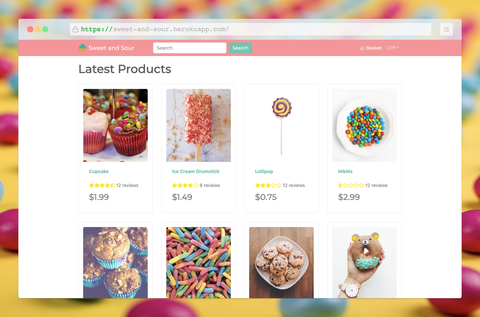 https://sweet-and-sour.herokuapp.com/
Sweet and Sour
Search
Search
Basket
Latest Products
Cupcake
12 reviews
$1.99
Ice Cream Drumstick
8 reviews
$1.49
Lollipop
12 reviews
$0.75
M&Ms
12 reviews
$2.99